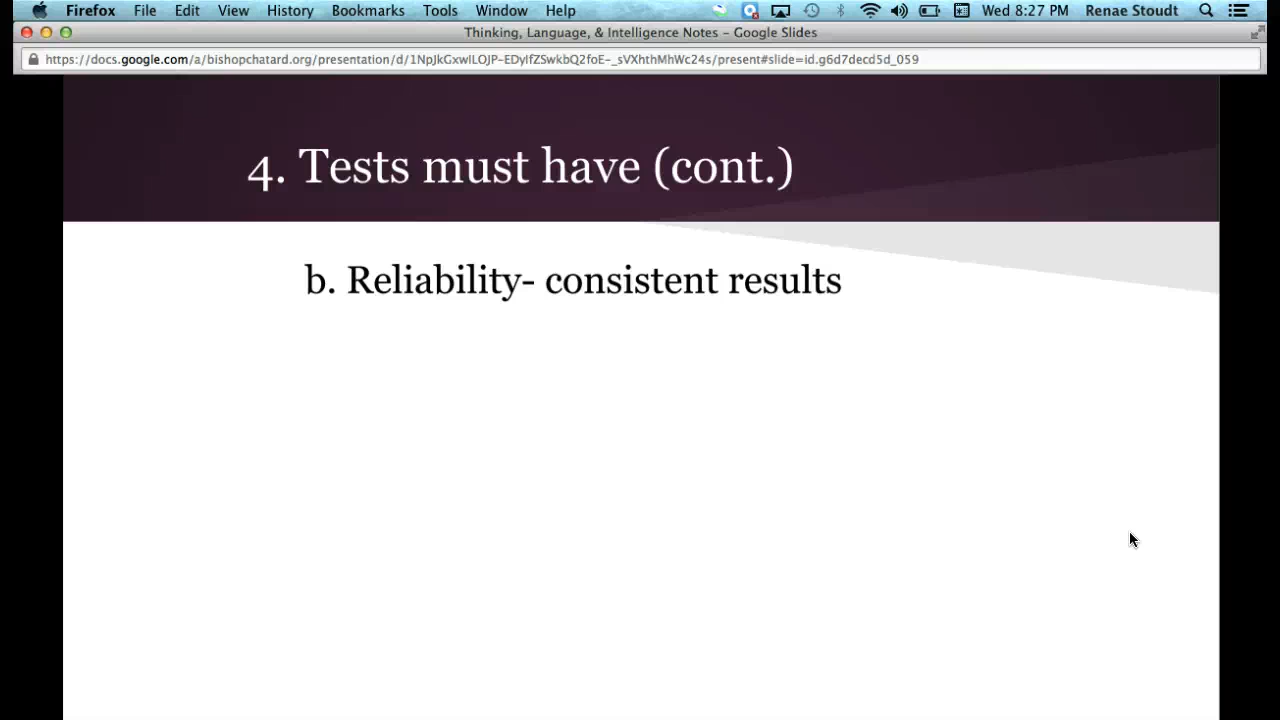 Firefox File Edit View History Bookmarks Tools Window Help Wed 8:27 PM Renae Stoudt
Thinking, Language, & Intelligence Notes – Google Slides
https://docs.google.com/a/bishopchatard.org/presentation/d/1NpJkGxwILOJP-EDyIfZSwkbQ2foE-_sVXhthMhWc24s/present#slide=id.g6d7decd5d_059
4. Tests must have (cont.)
b. Reliability- consistent results